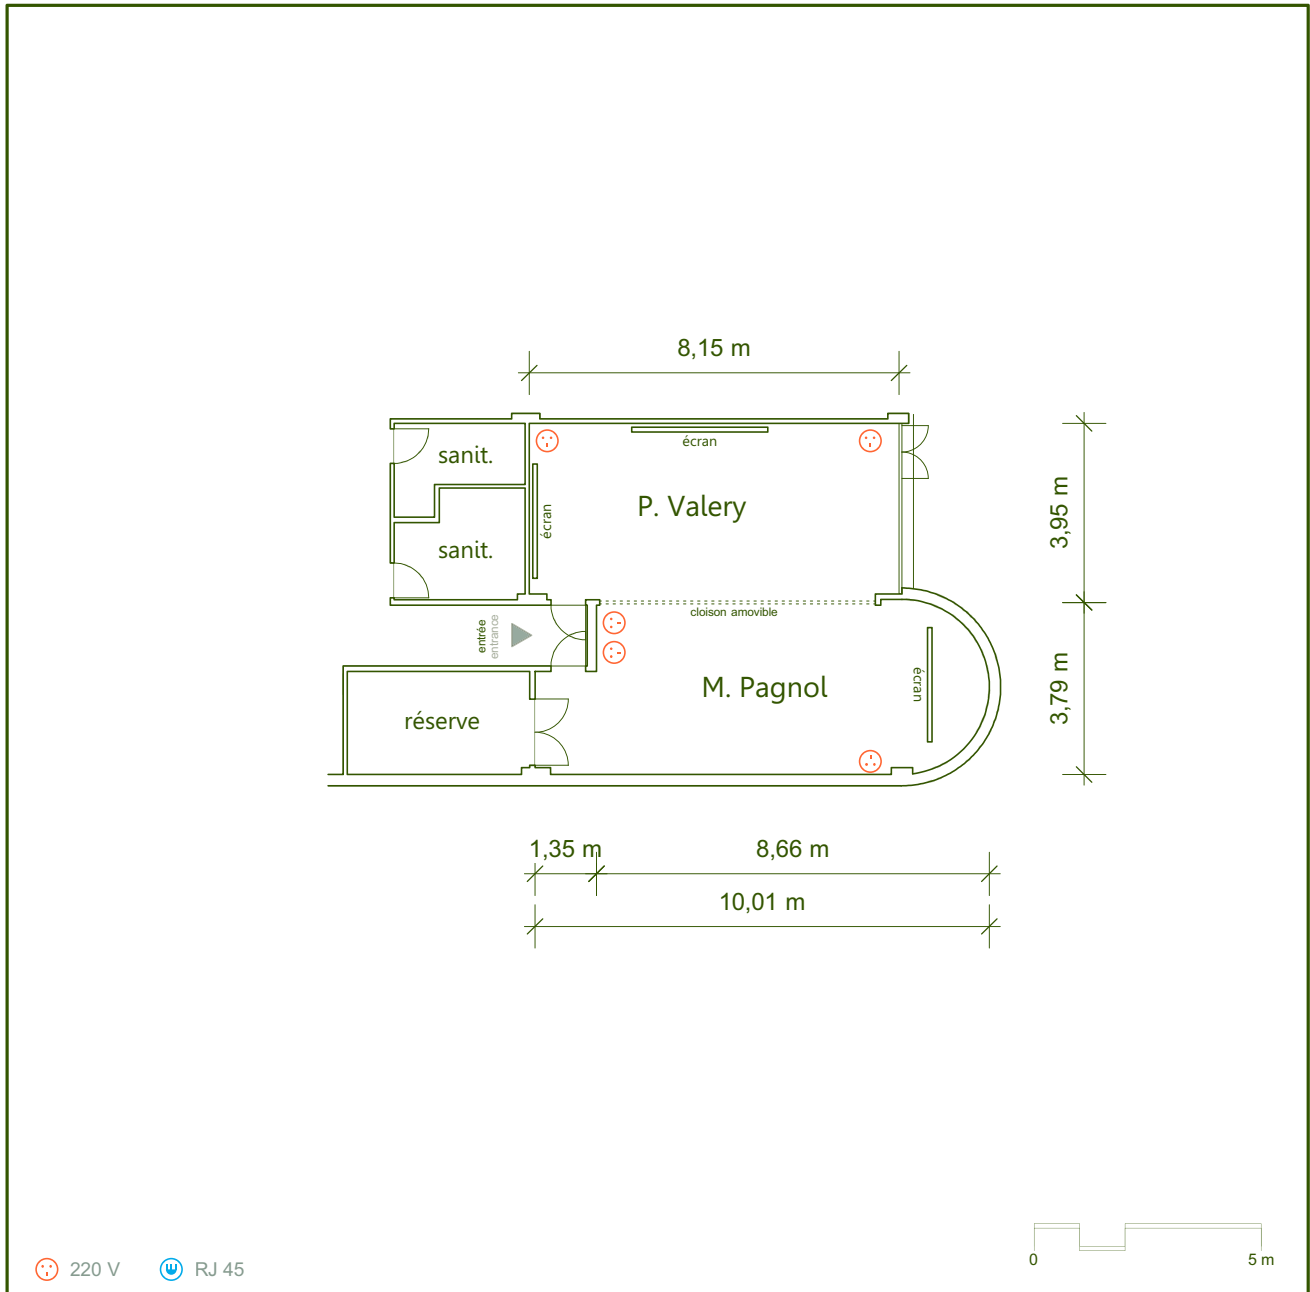 8,15 m
écran
sanit.
P. Valery
3,95 m
écran
sanit.
cloison amovible
entrée
entrance
écran
M. Pagnol
3,79 m
réserve
1,35 m
8,66 m
10,01 m
220 V
RJ 45
0
5 m